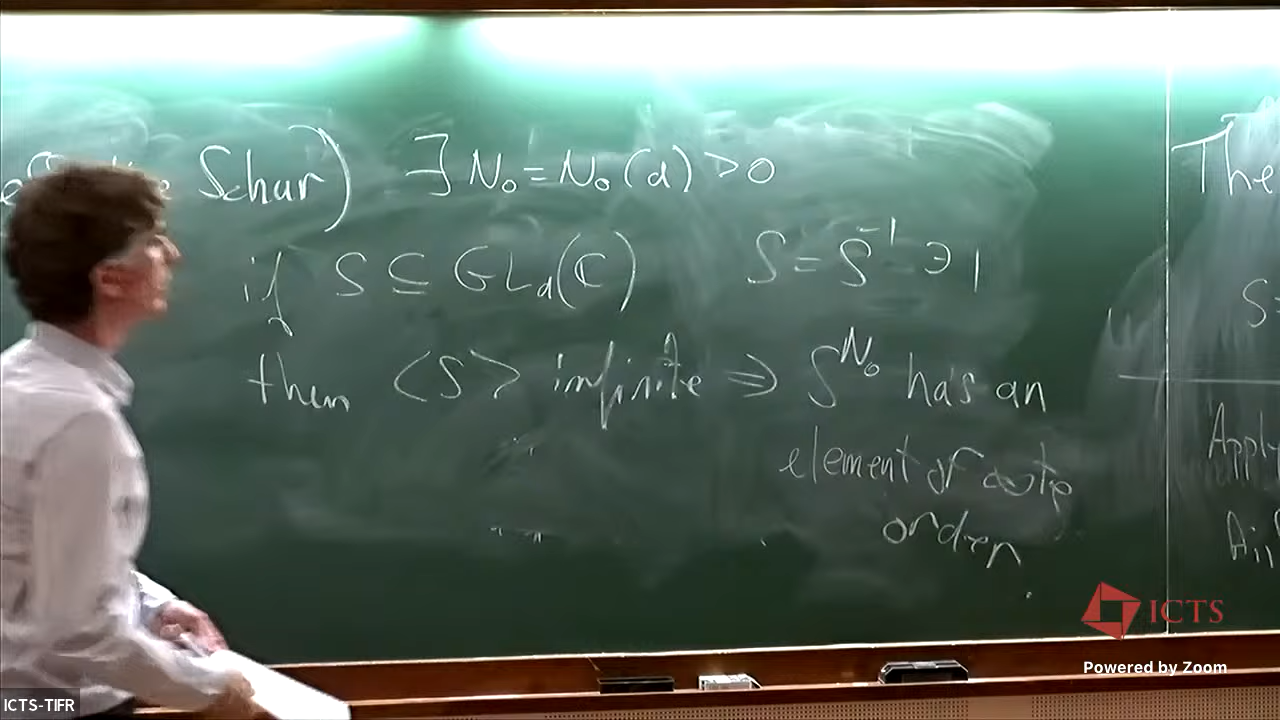 Schur) ∃ N₀ = N₀(d) > 0
if S ⊆ GL_d(ℂ) S = S⁻¹ ∋ 1
then ⟨S⟩ infinite ⇒ S^{N₀} has an
element of
order
The
S =
Apply
A₁₁
ICTS
Powered by Zoom
ICTS-TIFR